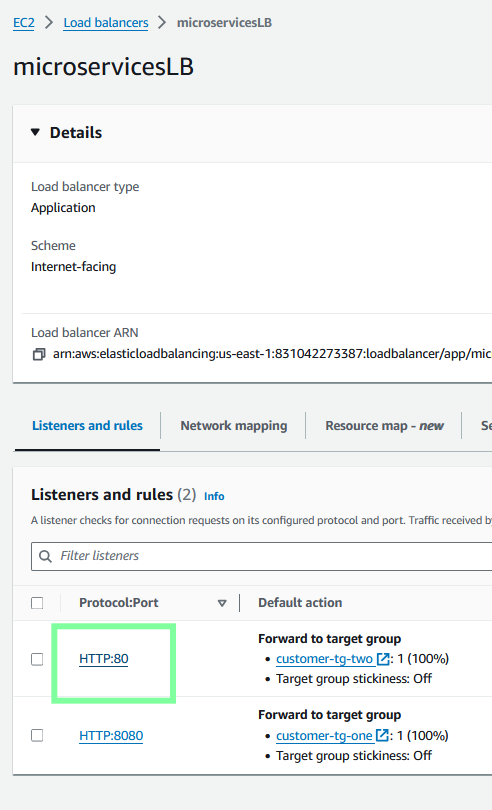 EC2 > Load balancers > microservicesLB
microservicesLB
Details
Load balancer type
Application
Scheme
Internet-facing
Load balancer ARN
arn:aws:elasticloadbalancing:us-east-1:831042273387:loadbalancer/app/mic
Listeners and rules Network mapping Resource map - new Se
Listeners and rules (2) Info
A listener checks for connection requests on its configured protocol and port. Traffic received by
Filter listeners
Protocol:Port Default action
Forward to target group
HTTP:80 • customer-tg-two: 1 (100%)
• Target group stickiness: Off
Forward to target group
HTTP:8080 • customer-tg-one: 1 (100%)
• Target group stickiness: Off